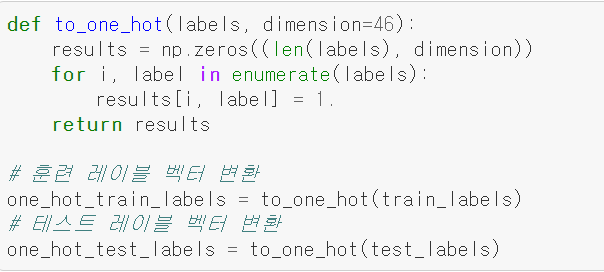 def to_one_hot(labels, dimension=46):
    results = np.zeros((len(labels), dimension))
    for i, label in enumerate(labels):
        results[i, label] = 1.
    return results

# 훈련 레이블 벡터 변환
one_hot_train_labels = to_one_hot(train_labels)
# 테스트 레이블 벡터 변환
one_hot_test_labels = to_one_hot(test_labels)